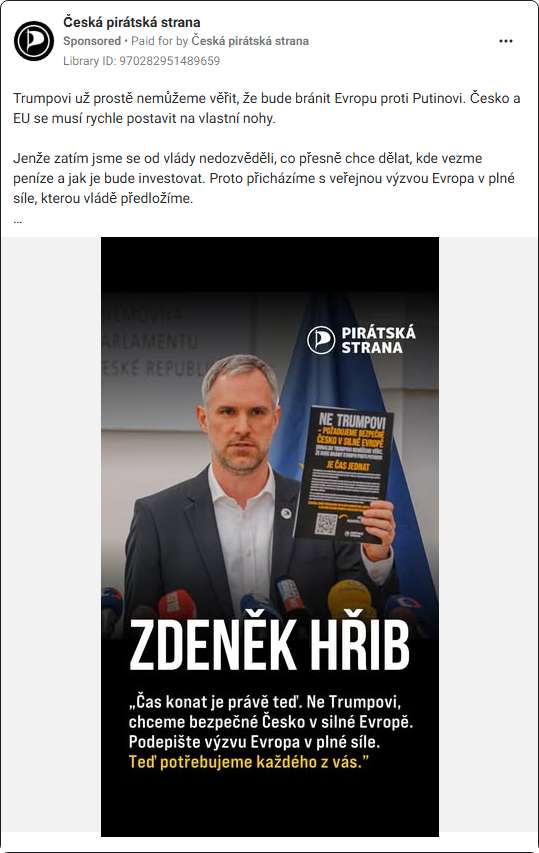 Česká pirátská strana
Sponsored • Paid for by Česká pirátská strana
Library ID: 970282951489659
Trumpovi už prostě nemůžeme věřit, že bude bránit Evropu proti Putinovi. Česko a
EU se musí rychle postavit na vlastní nohy.
Jenže zatím jsme se od vlády nedozvěděli, co přesně chce dělat, kde vezme
peníze a jak je bude investovat. Proto přicházíme s veřejnou výzvou Evropa v plné
síle, kterou vládě předložíme.
...
PARLAMENTU
ČESKÉ REPUBL
PIRÁTSKÁ
STRANA
NE TRUMPOVI
– POŽADUJEME BEZPEČNÉ
ČESKO V SILNÉ EVROPĚ
JE ČAS JEDNAT
ZDENĚK HŘIB
„Čas konat je právě teď. Ne Trumpovi,
chceme bezpečné Česko v silné Evropě.
Podepište výzvu Evropa v plné síle.
Teď potřebujeme každého z vás.”